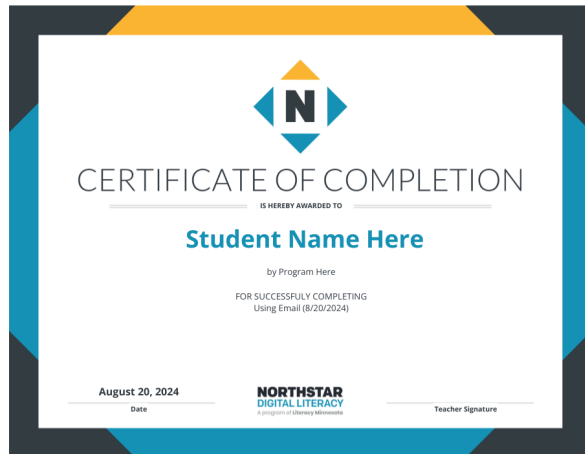 N
CERTIFICATE OF COMPLETION
IS HEREBY AWARDED TO
Student Name Here
by Program Here
FOR SUCCESSFULY COMPLETING
Using Email (8/20/2024)
August 20, 2024
Date
NORTHSTAR
DIGITAL LITERACY
A program of Literacy Minnesota
Teacher Signature